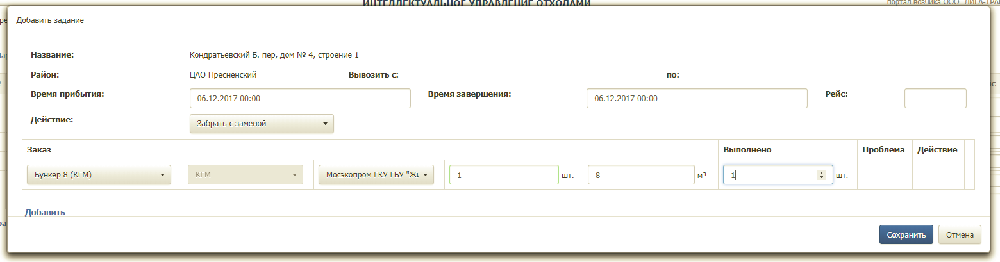 ИНТЕЛЛЕКТУАЛЬНОЕ УПРАВЛЕНИЕ ОТХОДАМИ
портал возчика ООО "ЛИГА-ТРА
Добавить задание
Название: Кондратьевский Б. пер, дом № 4, строение 1
Район: ЦАО Пресненский Вывозить с: по:
Время прибытия: 06.12.2017 00:00 Время завершения: 06.12.2017 00:00 Рейс:
Действие: Забрать с заменой
Заказ Выполнено Проблема Действие
Бункер 8 (КГМ) КГМ Мосэкопром ГКУ ГБУ "Жи 1 шт. 8 м³ 1 шт.
Добавить
Сохранить Отмена